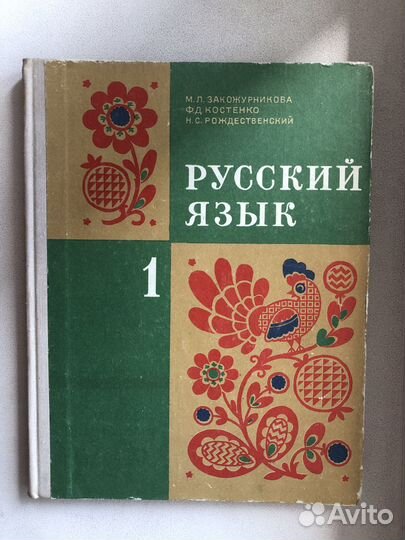 М.Л. ЗАКОЖУРНИКОВА
Ф.Д КОСТЕНКО
Н.С. РОЖДЕСТВЕНСКИЙ
РУССКИЙ
ЯЗЫК
1
Avito